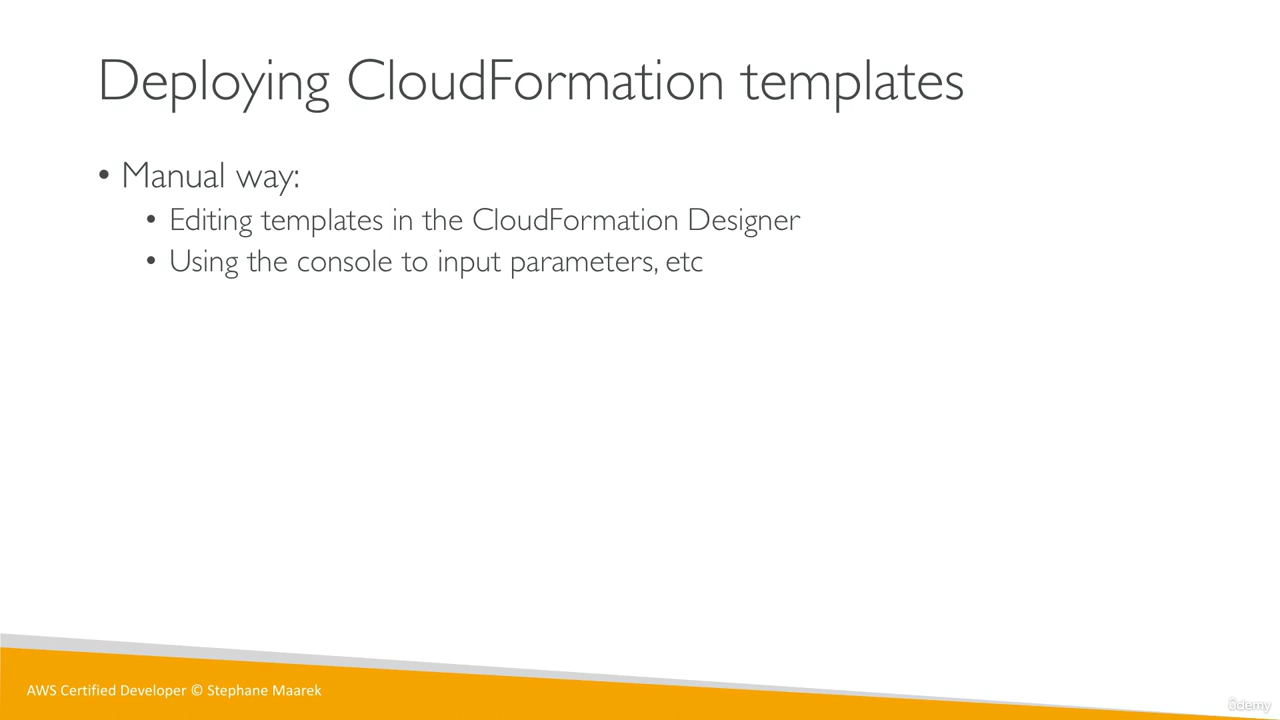 Deploying CloudFormation templates
• Manual way:
• Editing templates in the CloudFormation Designer
• Using the console to input parameters, etc
AWS Certified Developer © Stephane Maarek
ûdemy